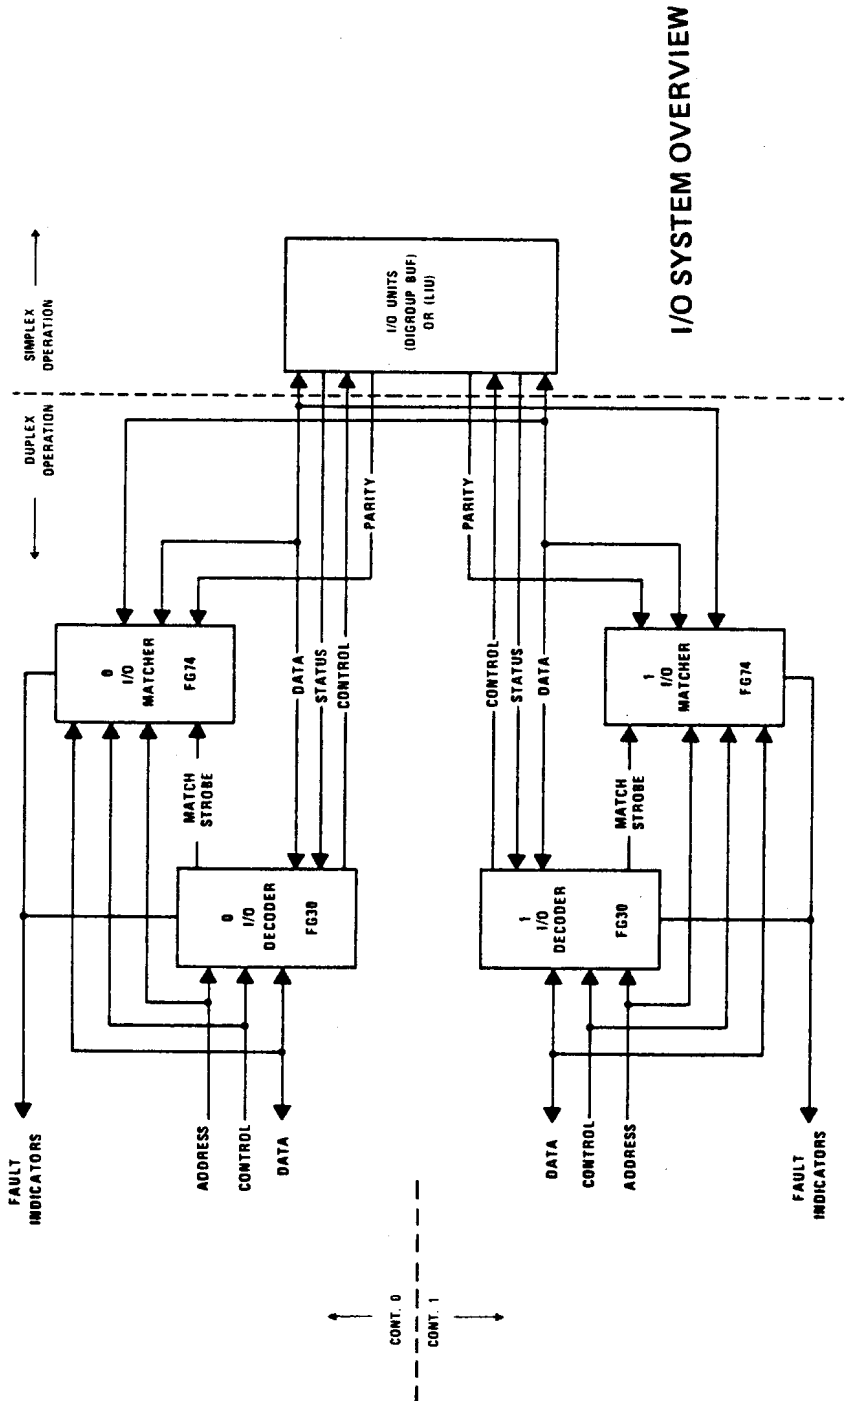 SIMPLEX
OPERATION
DUPLEX
OPERATION
I/O UNITS
(DIGROUP BUF)
OR (LIU)
I/O SYSTEM OVERVIEW
PARITY
PARITY
0
I/O
MATCHER
FG74
DATA
STATUS
CONTROL
CONTROL
STATUS
DATA
1
I/O
MATCHER
FG74
MATCH
STROBE
MATCH
STROBE
0
I/O
DECODER
FG30
1
I/O
DECODER
FG30
FAULT
INDICATORS
ADDRESS
CONTROL
DATA
DATA
CONTROL
ADDRESS
FAULT
INDICATORS
CONT. 0
CONT. 1